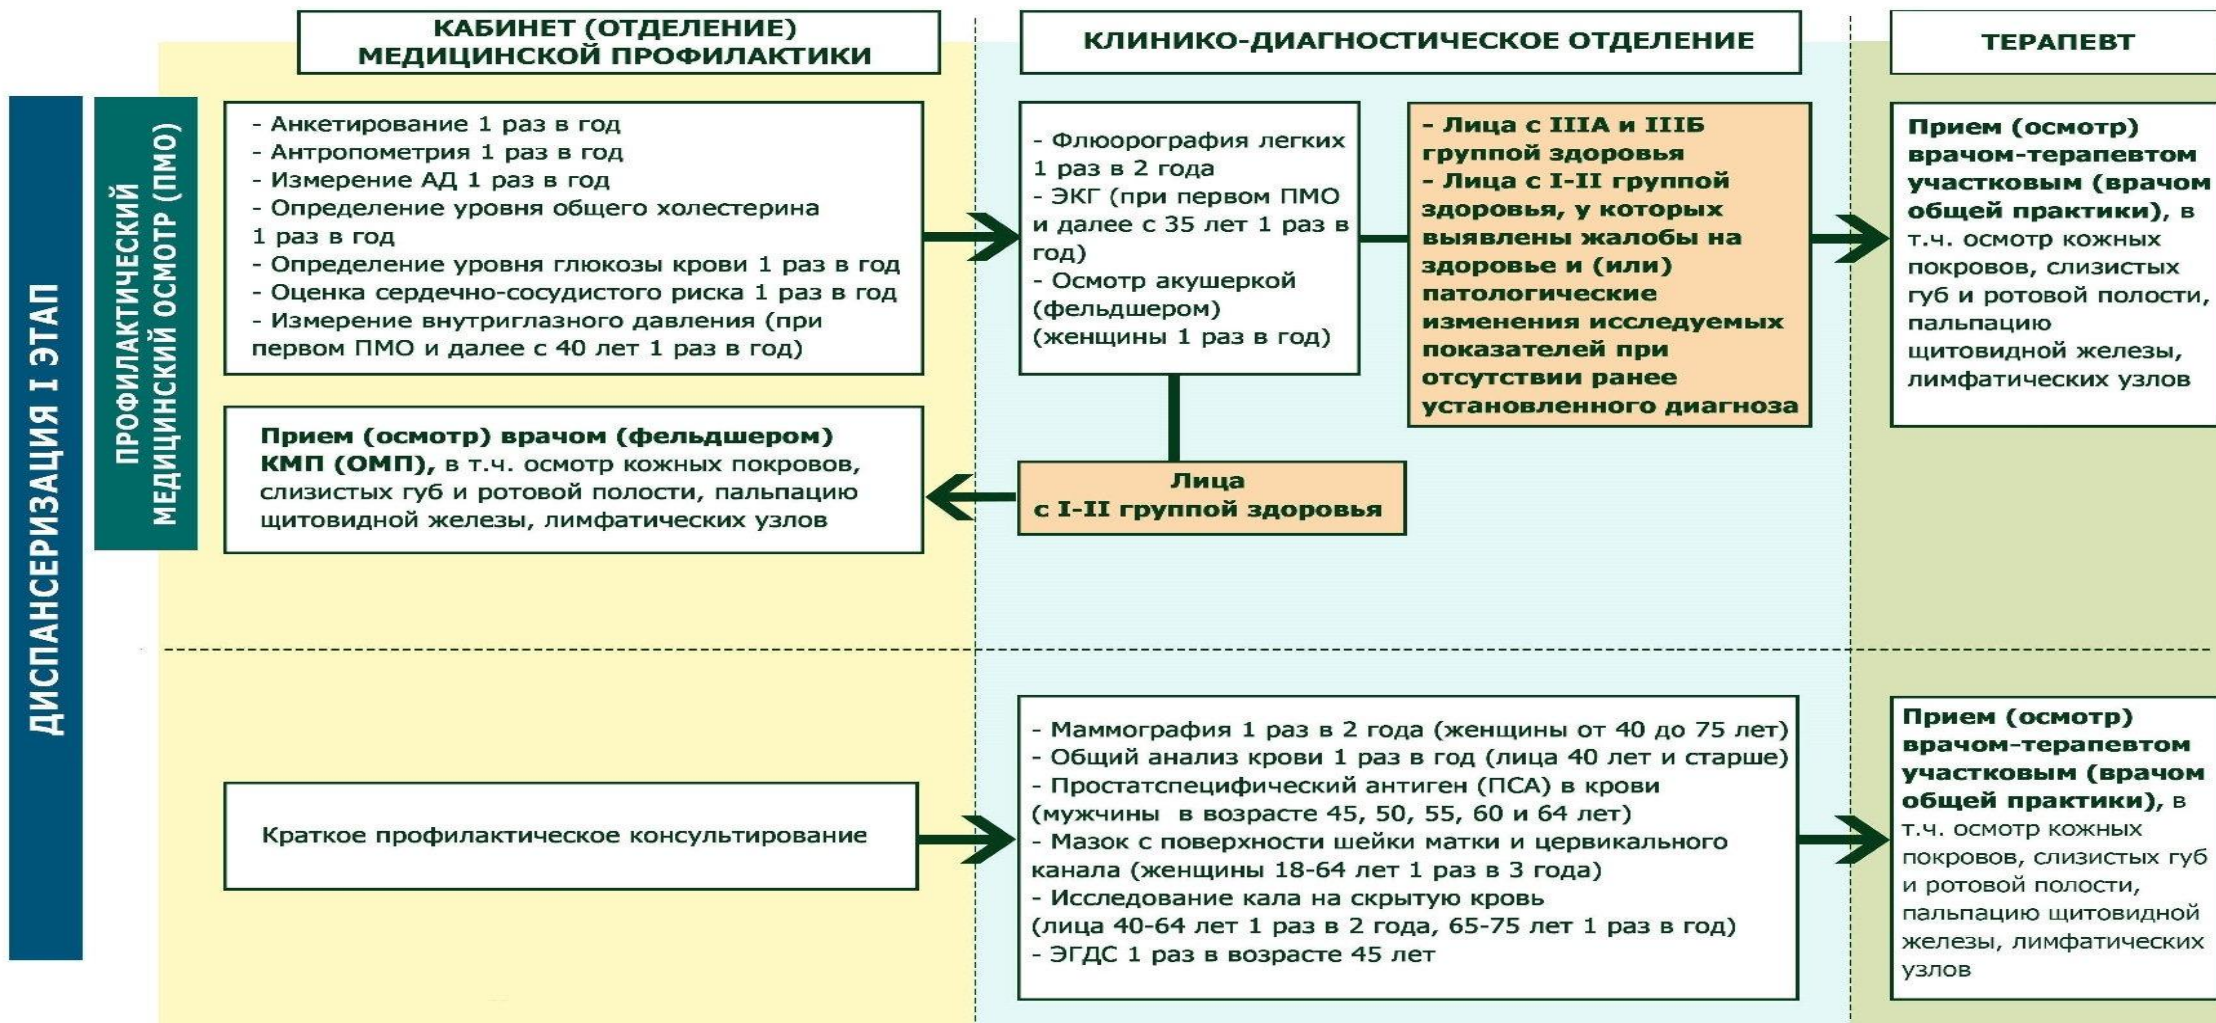 КАБИНЕТ (ОТДЕЛЕНИЕ)
МЕДИЦИНСКОЙ ПРОФИЛАКТИКИ
КЛИНИКО-ДИАГНОСТИЧЕСКОЕ ОТДЕЛЕНИЕ
ТЕРАПЕВТ
ДИСПАНСЕРИЗАЦИЯ I ЭТАП
ПРОФИЛАКТИЧЕСКИЙ
МЕДИЦИНСКИЙ ОСМОТР (ПМО)
- Анкетирование 1 раз в год
- Антропометрия 1 раз в год
- Измерение АД 1 раз в год
- Определение уровня общего холестерина
1 раз в год
- Определение уровня глюкозы крови 1 раз в год
- Оценка сердечно-сосудистого риска 1 раз в год
- Измерение внутриглазного давления (при
первом ПМО и далее с 40 лет 1 раз в год)
- Флюорография легких
1 раз в 2 года
- ЭКГ (при первом ПМО
и далее с 35 лет 1 раз в
год)
- Осмотр акушеркой
(фельдшером)
(женщины 1 раз в год)
- Лица с IIIА и IIIБ
группой здоровья
- Лица с I-II группой
здоровья, у которых
выявлены жалобы на
здоровье и (или)
патологические
изменения исследуемых
показателей при
отсутствии ранее
установленного диагноза
Прием (осмотр)
врачом-терапевтом
участковым (врачом
общей практики), в
т.ч. осмотр кожных
покровов, слизистых
губ и ротовой полости,
пальпацию
щитовидной железы,
лимфатических узлов
Прием (осмотр) врачом (фельдшером)
КМП (ОМП), в т.ч. осмотр кожных покровов,
слизистых губ и ротовой полости, пальпацию
щитовидной железы, лимфатических узлов
Лица
с I-II группой здоровья
Краткое профилактическое консультирование
- Маммография 1 раз в 2 года (женщины от 40 до 75 лет)
- Общий анализ крови 1 раз в год (лица 40 лет и старше)
- Простатспецифический антиген (ПСА) в крови
(мужчины в возрасте 45, 50, 55, 60 и 64 лет)
- Мазок с поверхности шейки матки и цервикального
канала (женщины 18-64 лет 1 раз в 3 года)
- Исследование кала на скрытую кровь
(лица 40-64 лет 1 раз в 2 года, 65-75 лет 1 раз в год)
- ЭГДС 1 раз в возрасте 45 лет
Прием (осмотр)
врачом-терапевтом
участковым (врачом
общей практики), в
т.ч. осмотр кожных
покровов, слизистых губ
и ротовой полости,
пальпацию щитовидной
железы, лимфатических
узлов